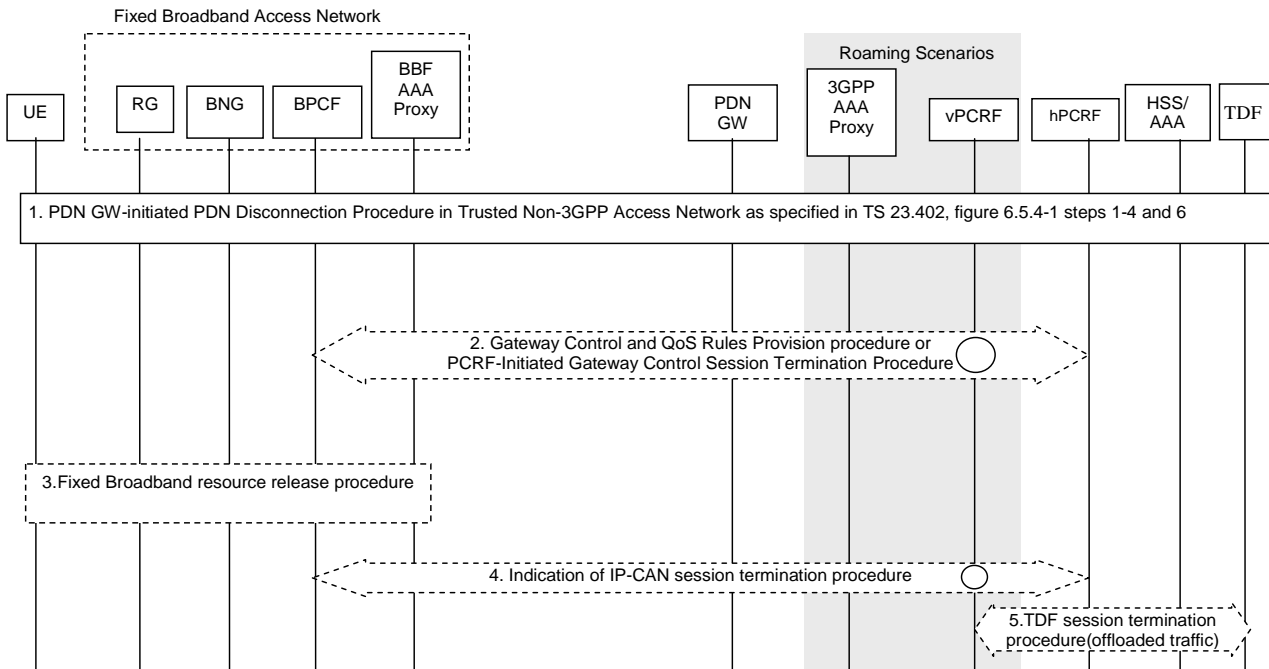 Fixed Broadband Access Network
Roaming Scenarios
UE
RG
BNG
BPCF
BBF
AAA
Proxy
PDN
GW
3GPP
AAA
Proxy
vPCRF
hPCRF
HSS/
AAA
TDF
1. PDN GW-initiated PDN Disconnection Procedure in Trusted Non-3GPP Access Network as specified in TS 23.402, figure 6.5.4-1 steps 1-4 and 6
2. Gateway Control and QoS Rules Provision procedure or
PCRF-Initiated Gateway Control Session Termination Procedure
3.Fixed Broadband resource release procedure
4. Indication of IP-CAN session termination procedure
5.TDF session termination
procedure(offloaded traffic)